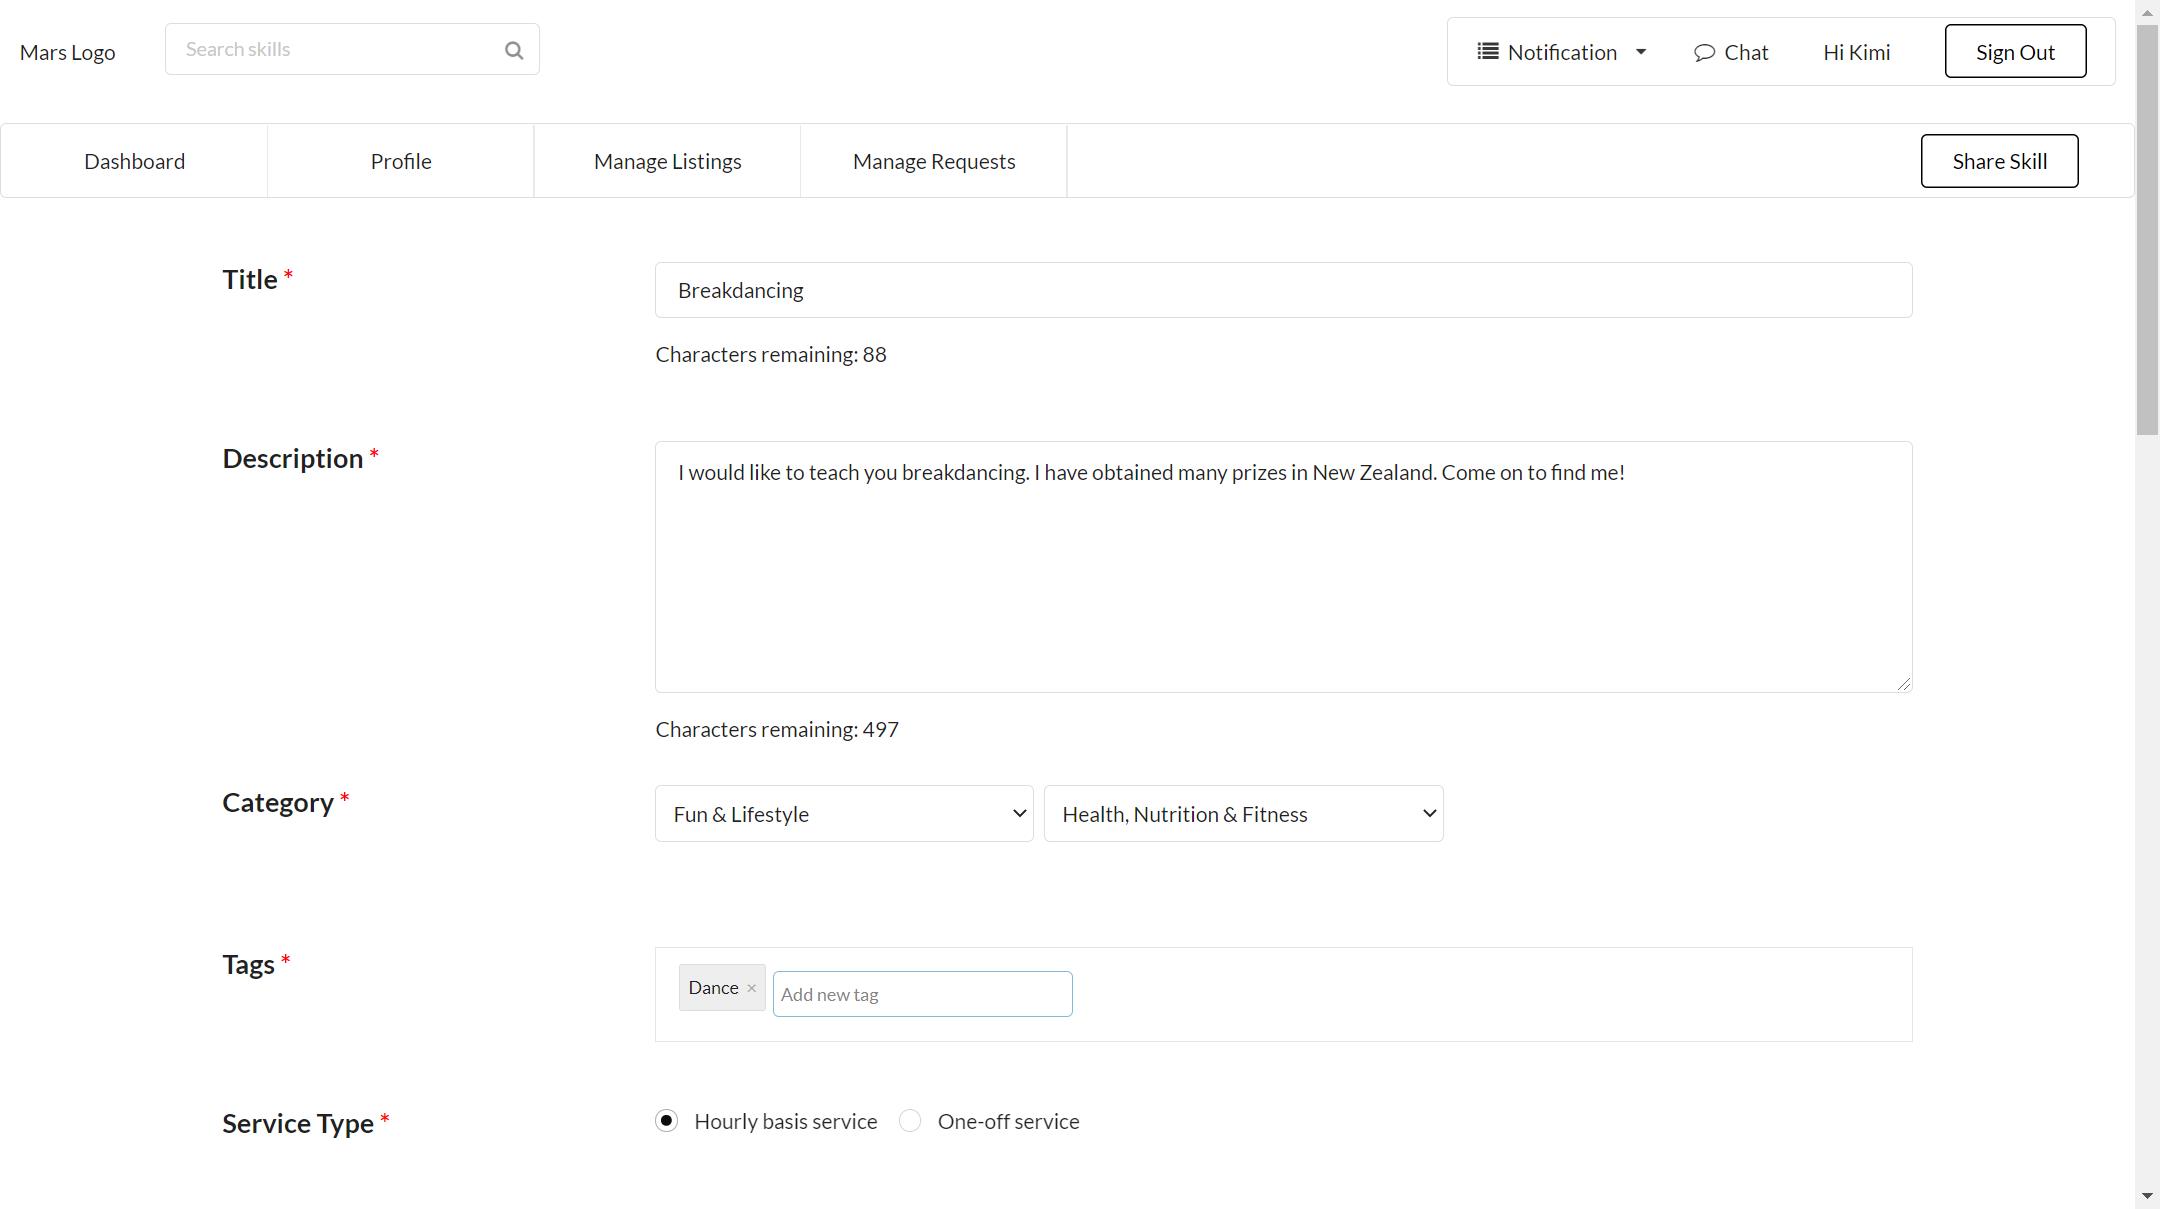 Mars Logo
Search skills
Notification
Chat
Hi Kimi
Sign Out
Dashboard
Profile
Manage Listings
Manage Requests
Share Skill
Title *
Breakdancing
Characters remaining: 88
Description *
I would like to teach you breakdancing. I have obtained many prizes in New Zealand. Come on to find me!
Characters remaining: 497
Category *
Fun & Lifestyle
Health, Nutrition & Fitness
Tags *
Dance ×
Add new tag
Service Type *
Hourly basis service
One-off service